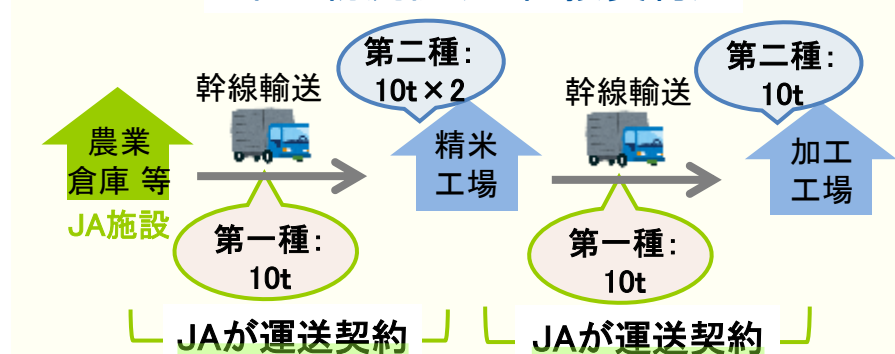 第二種：
10t×2
第二種：
10t
幹線輸送
幹線輸送
農業
倉庫 等
精米
工場
加工
工場
JA施設
第一種：
10t
第一種：
10t
JAが運送契約
JAが運送契約